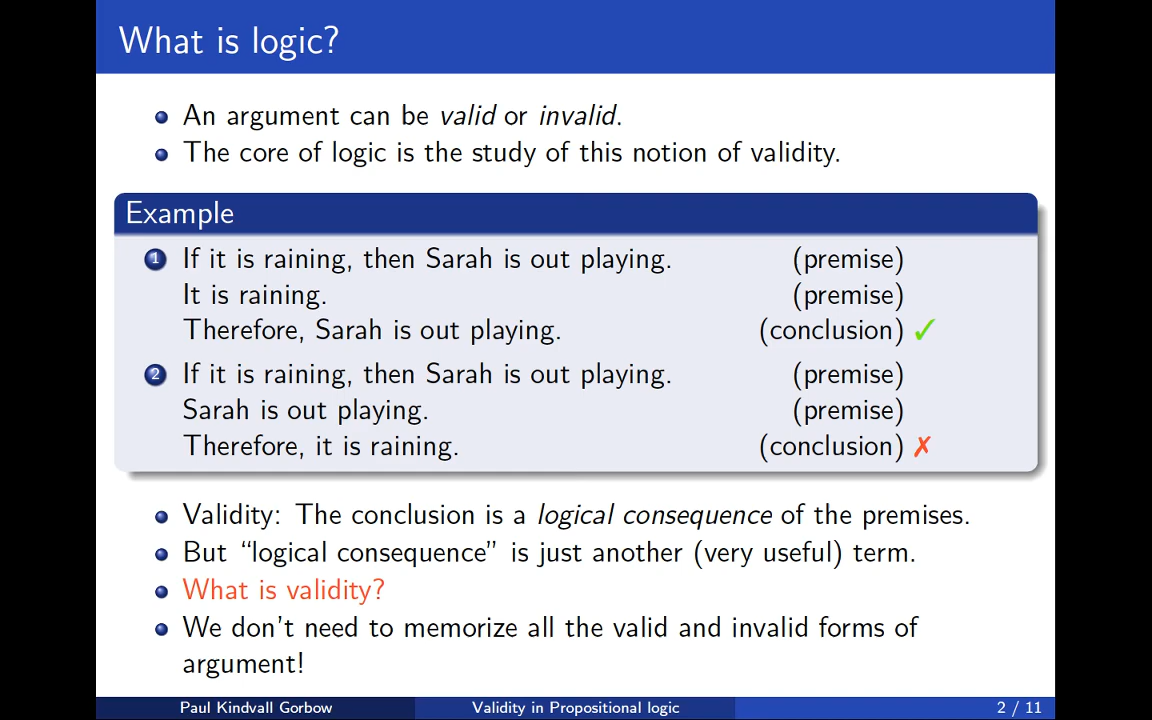 What is logic?
An argument can be valid or invalid.
The core of logic is the study of this notion of validity.
Example
1 If it is raining, then Sarah is out playing. (premise)
It is raining. (premise)
Therefore, Sarah is out playing. (conclusion) ✓
2 If it is raining, then Sarah is out playing. (premise)
Sarah is out playing. (premise)
Therefore, it is raining. (conclusion) ✗
Validity: The conclusion is a logical consequence of the premises.
But “logical consequence” is just another (very useful) term.
What is validity?
We don't need to memorize all the valid and invalid forms of
argument!
Paul Kindvall Gorbow Validity in Propositional logic 2 / 11